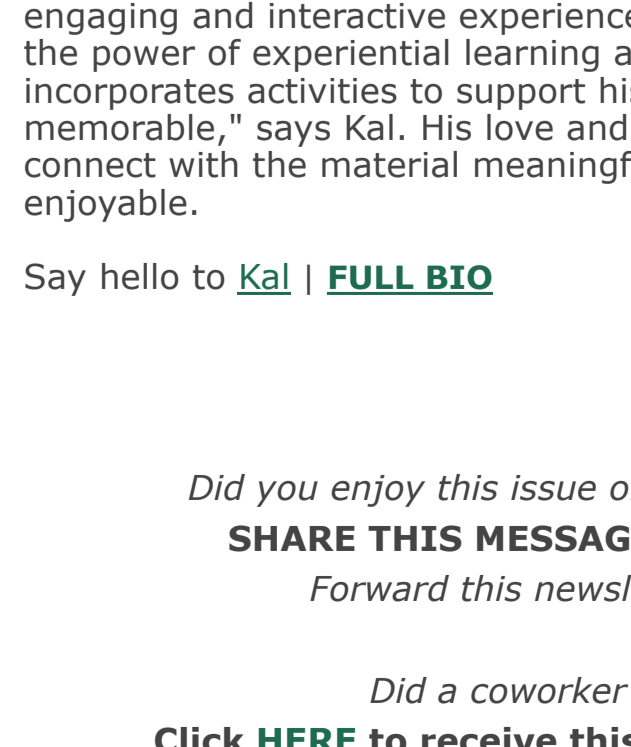 engaging and interactive experience
the power of experiential learning a
incorporates activities to support his
memorable," says Kal. His love and
connect with the material meaningf
enjoyable.
Say hello to Kal | FULL BIO
Did you enjoy this issue o
SHARE THIS MESSAG
Forward this newsl
Did a coworker
Click HERE to receive this